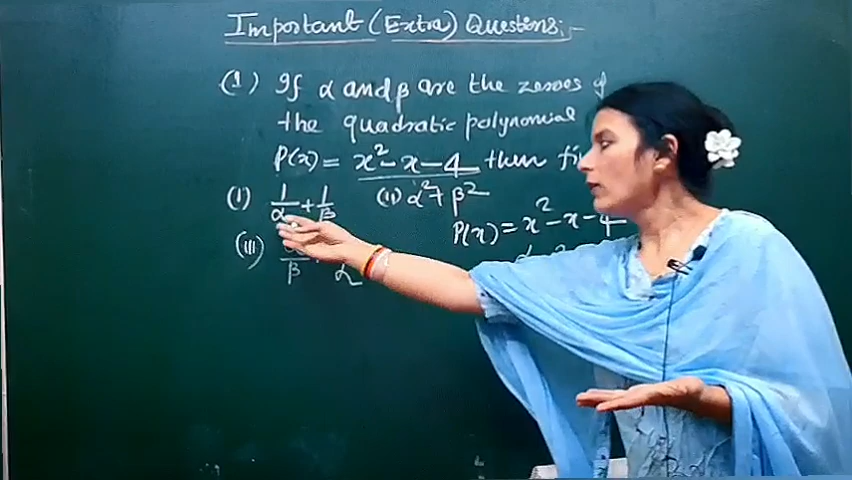 Important (Extra) Questions:-
(1) If α and β are the zeroes of
the quadratic polynomial
P(x) = x² - x - 4 then
(i) 1/α + 1/β (ii) α² + β²
P(x) = x² - x - 4
(iii)